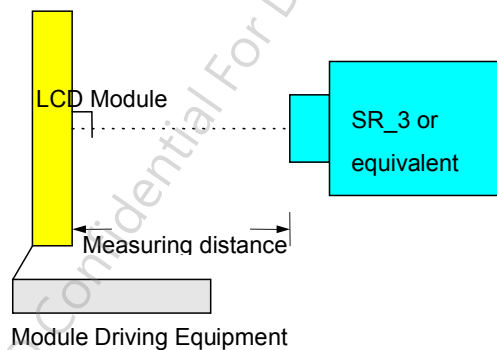 LCD Module
SR_3 or
equivalent
Measuring distance
Module Driving Equipment
Confidential For